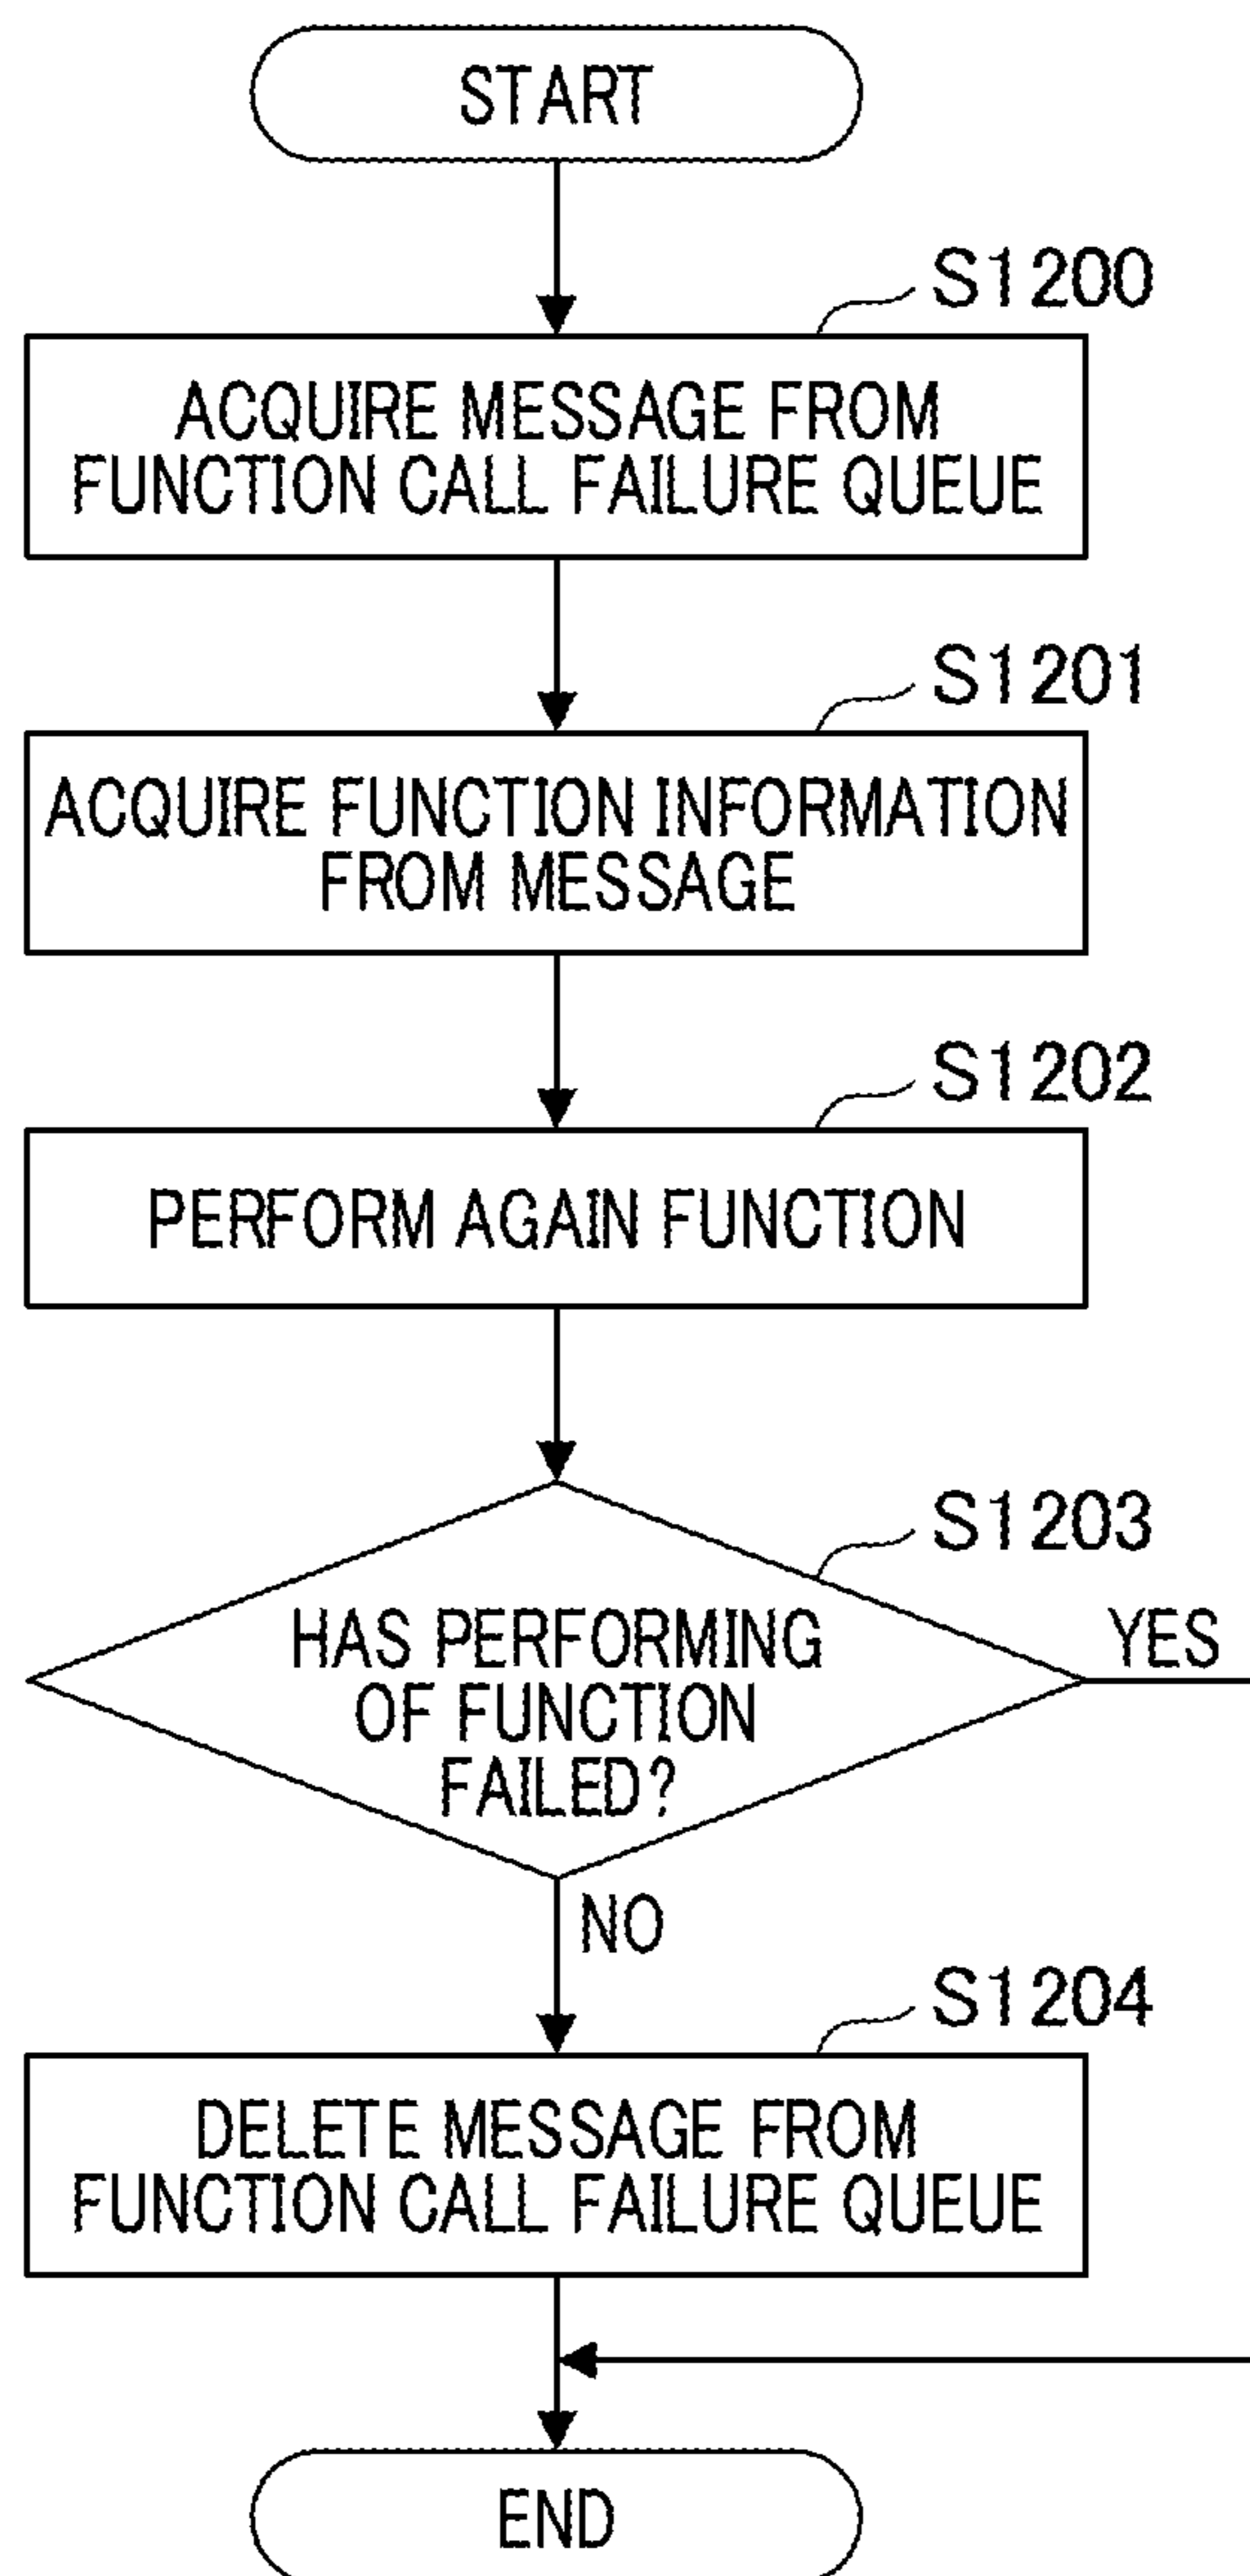 START
S1200
ACQUIRE MESSAGE FROM
FUNCTION CALL FAILURE QUEUE
S1201
ACQUIRE FUNCTION INFORMATION
FROM MESSAGE
S1202
PERFORM AGAIN FUNCTION
S1203
HAS PERFORMING
OF FUNCTION
FAILED?
YES
NO
S1204
DELETE MESSAGE FROM
FUNCTION CALL FAILURE QUEUE
END